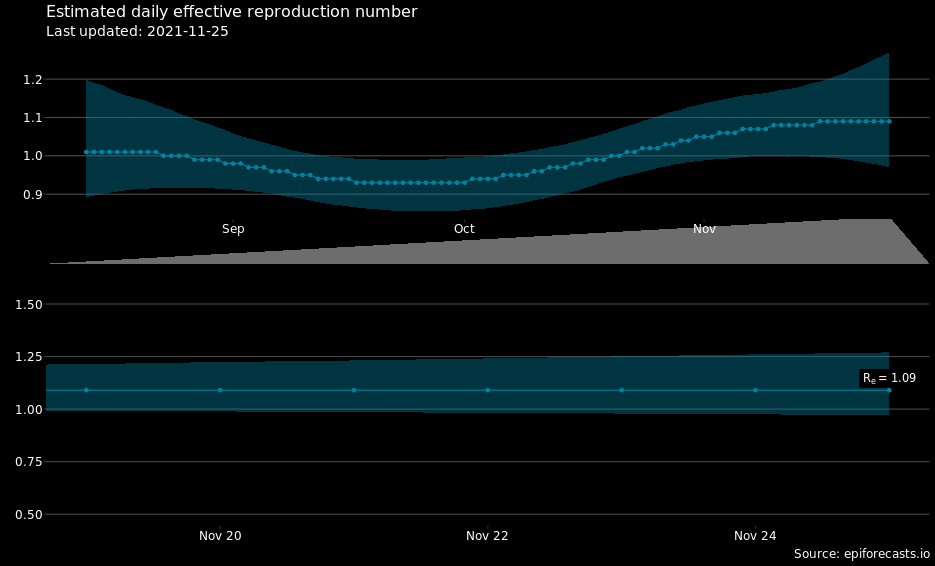 Estimated daily effective reproduction number
Last updated: 2021-11-25
1.2
1.1
1.0
0.9
Sep Oct Nov
1.50
1.25
1.00
0.75
0.50
Re = 1.09
Nov 20 Nov 22 Nov 24
Source: epiforecasts.io